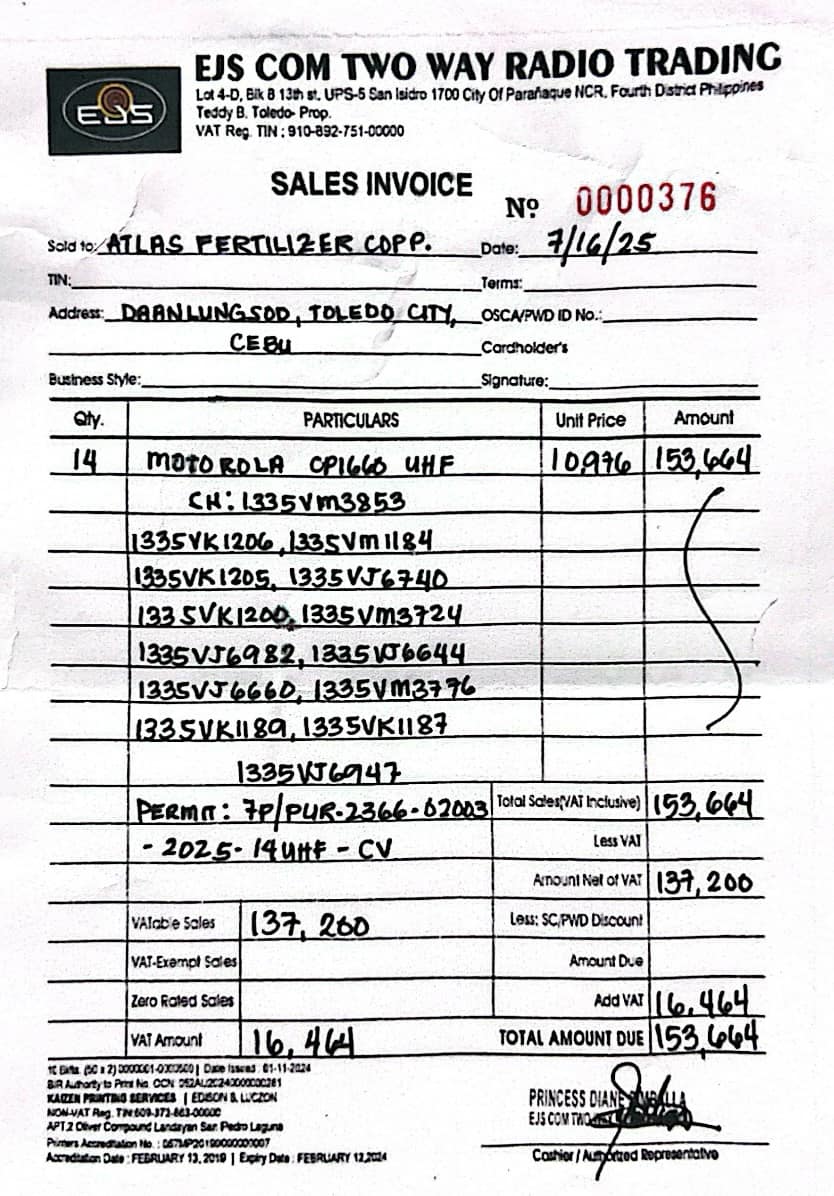 EJS
EJS COM TWO WAY RADIO TRADING
Lot 4-D, Blk 8 13th st. UPS-5 San Isidro 1700 City Of Parañaque NCR, Fourth District Philippines
Teddy B. Toledo- Prop.
VAT Reg. TIN : 910-892-751-00000
SALES INVOICE
Nº 0000376
Sold to: ATLAS FERTILIZER COPP. Date: 7/16/25
TIN: Terms:
Address: DAANLUNGSOD, TOLEDO CITY, OSCA/PWD ID No.:
CEBU Cardholder's
Business Style: Signature:
Qty. PARTICULARS Unit Price Amount
14 MOTOROLA CP1660 UHF 10,976 153,664
CH: 1335VM3853
1335VK1206, 1335VM1184
1335VK1205, 1335VJ6740
1335VK1200, 1335VM3724
1335VJ6982, 1335VJ6644
1335VJ6660, 1335VM3776
1335VK1189, 1335VK1187
1335VJ6947
PERMIT: 7P/PUR-2366-02003 Total Sales(VAT Inclusive) 153,664
- 2025- 14UHF - CV Less VAT
Amount Net of VAT 137,200
VATable Sales 137,200 Less: SC/PWD Discount
VAT-Exempt Sales Amount Due
Zero Rated Sales Add VAT 16,464
VAT Amount 16,464 TOTAL AMOUNT DUE 153,664
10 Bklts. (50 x 2) 0000001-0000500 | Date Issued : 01-11-2024
BIR Authority to Print No. OCN
KAIZEN PRINTING SERVICES | EDISON S. LUCZON
NON-VAT Reg. TIN 609-373-863-00000
APT.2 Oliver Compound Landayan San Pedro Laguna
Printers Accreditation No. :
Accreditation Date : FEBRUARY 13, 2019 | Expiry Date : FEBRUARY 12, 2024
PRINCESS DIANE
EJS COM TWO
Cashier / Authorized Representative